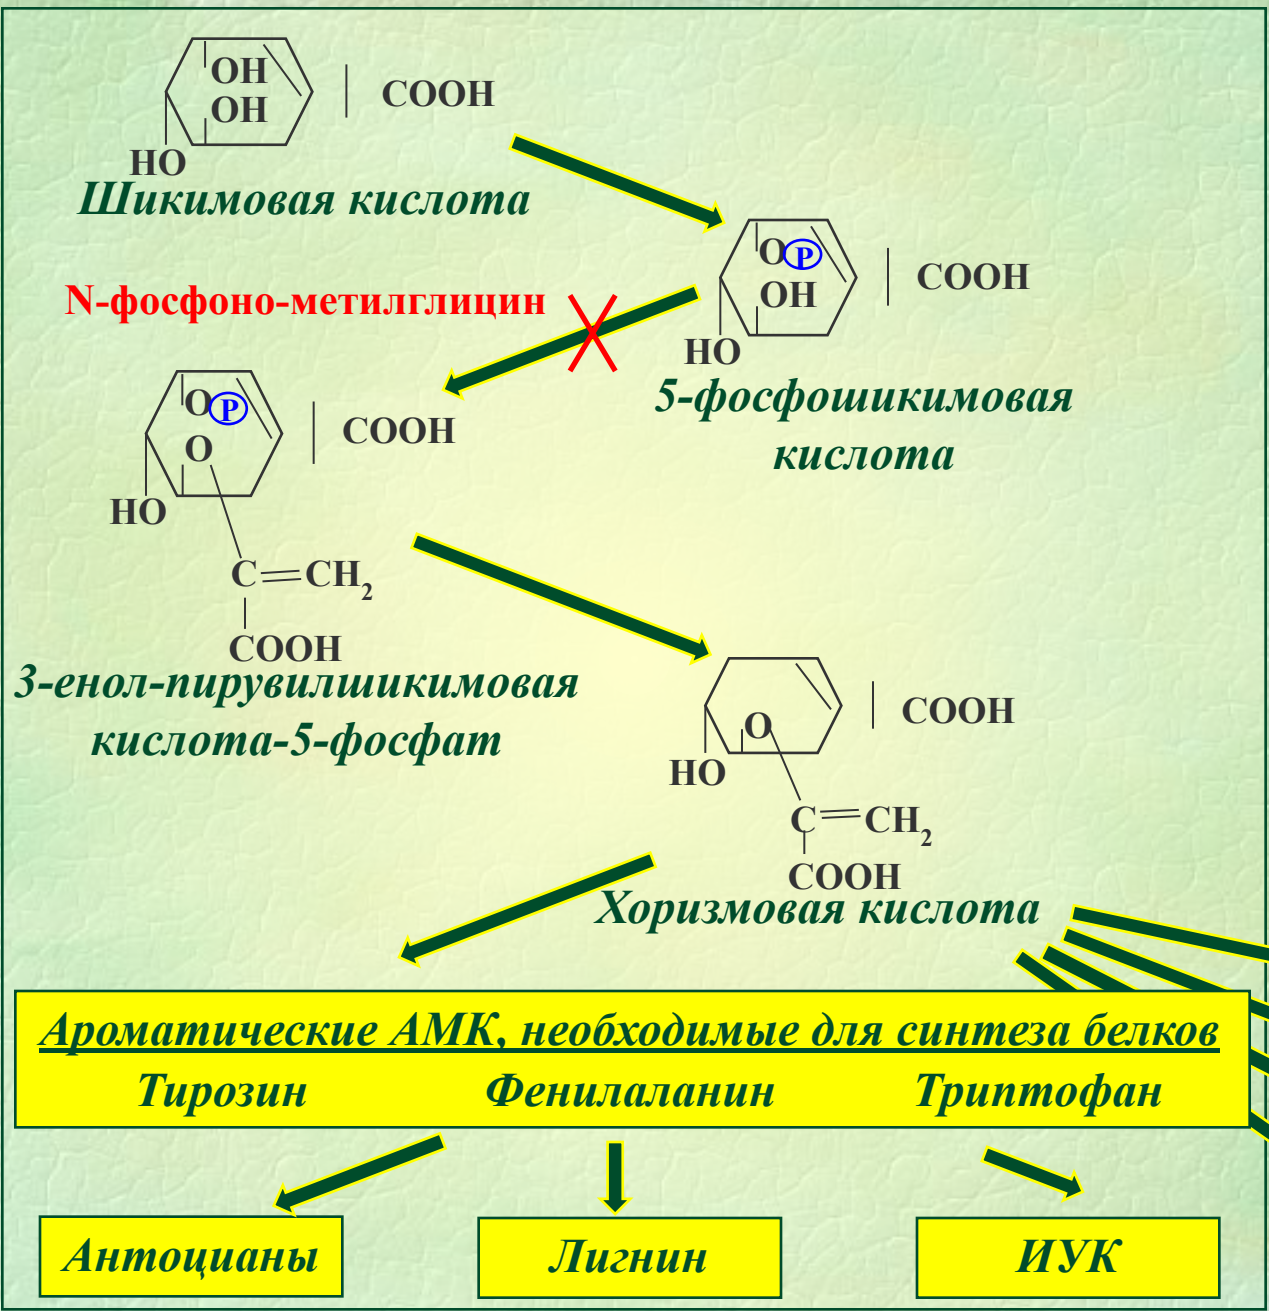 OH
OH
COOH
HO
Шикимовая кислота
OP
OH
COOH
HO
5-фосфошикимовая
кислота
N-фосфоно-метилглицин
OP
O
COOH
HO
C=CH2
COOH
3-енол-пирувилшикимовая
кислота-5-фосфат
O
COOH
HO
C=CH2
COOH
Хоризмовая кислота
Ароматические АМК, необходимые для синтеза белков
Тирозин Фенилаланин Триптофан
Антоцианы Лигнин ИУК